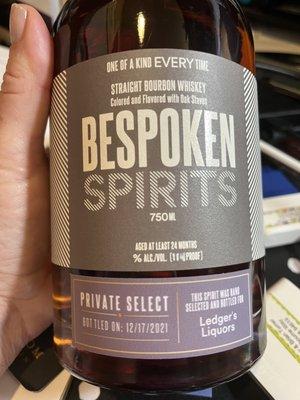 ONE OF A KIND EVERY TIME
STRAIGHT BOURBON WHISKEY
Colored and Flavored with Oak Staves
BESPOKEN
SPIRITS
750ML
AGED AT LEAST 24 MONTHS
% ALC./VOL. ( PROOF)
PRIVATE SELECT
BOTTLED ON: 12/17/2021
THIS SPIRIT WAS HAND
SELECTED AND BOTTLED FOR
Ledger's
Liquors